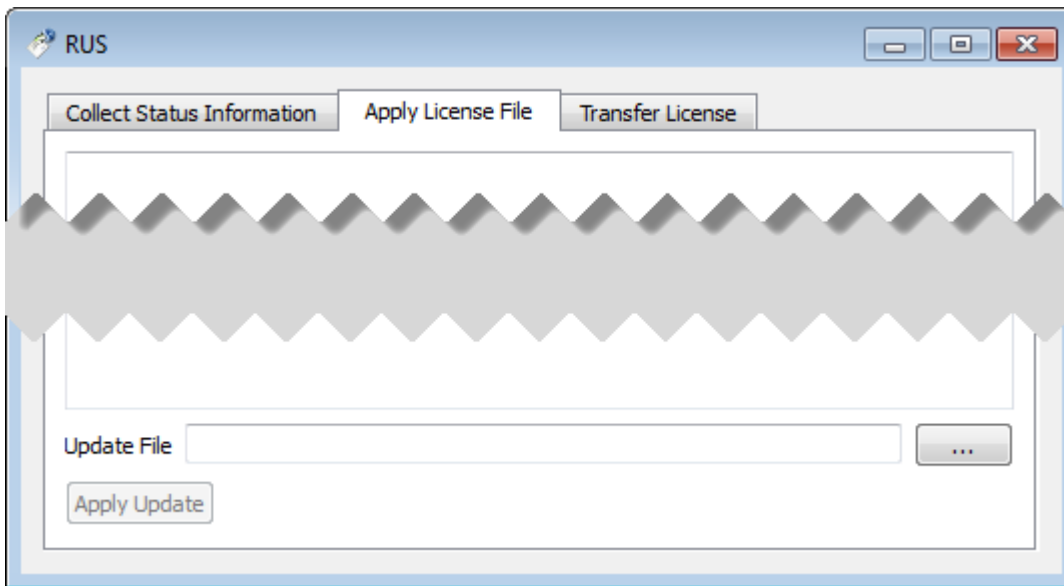 RUS
Collect Status Information Apply License File Transfer License
Update File ...
Apply Update